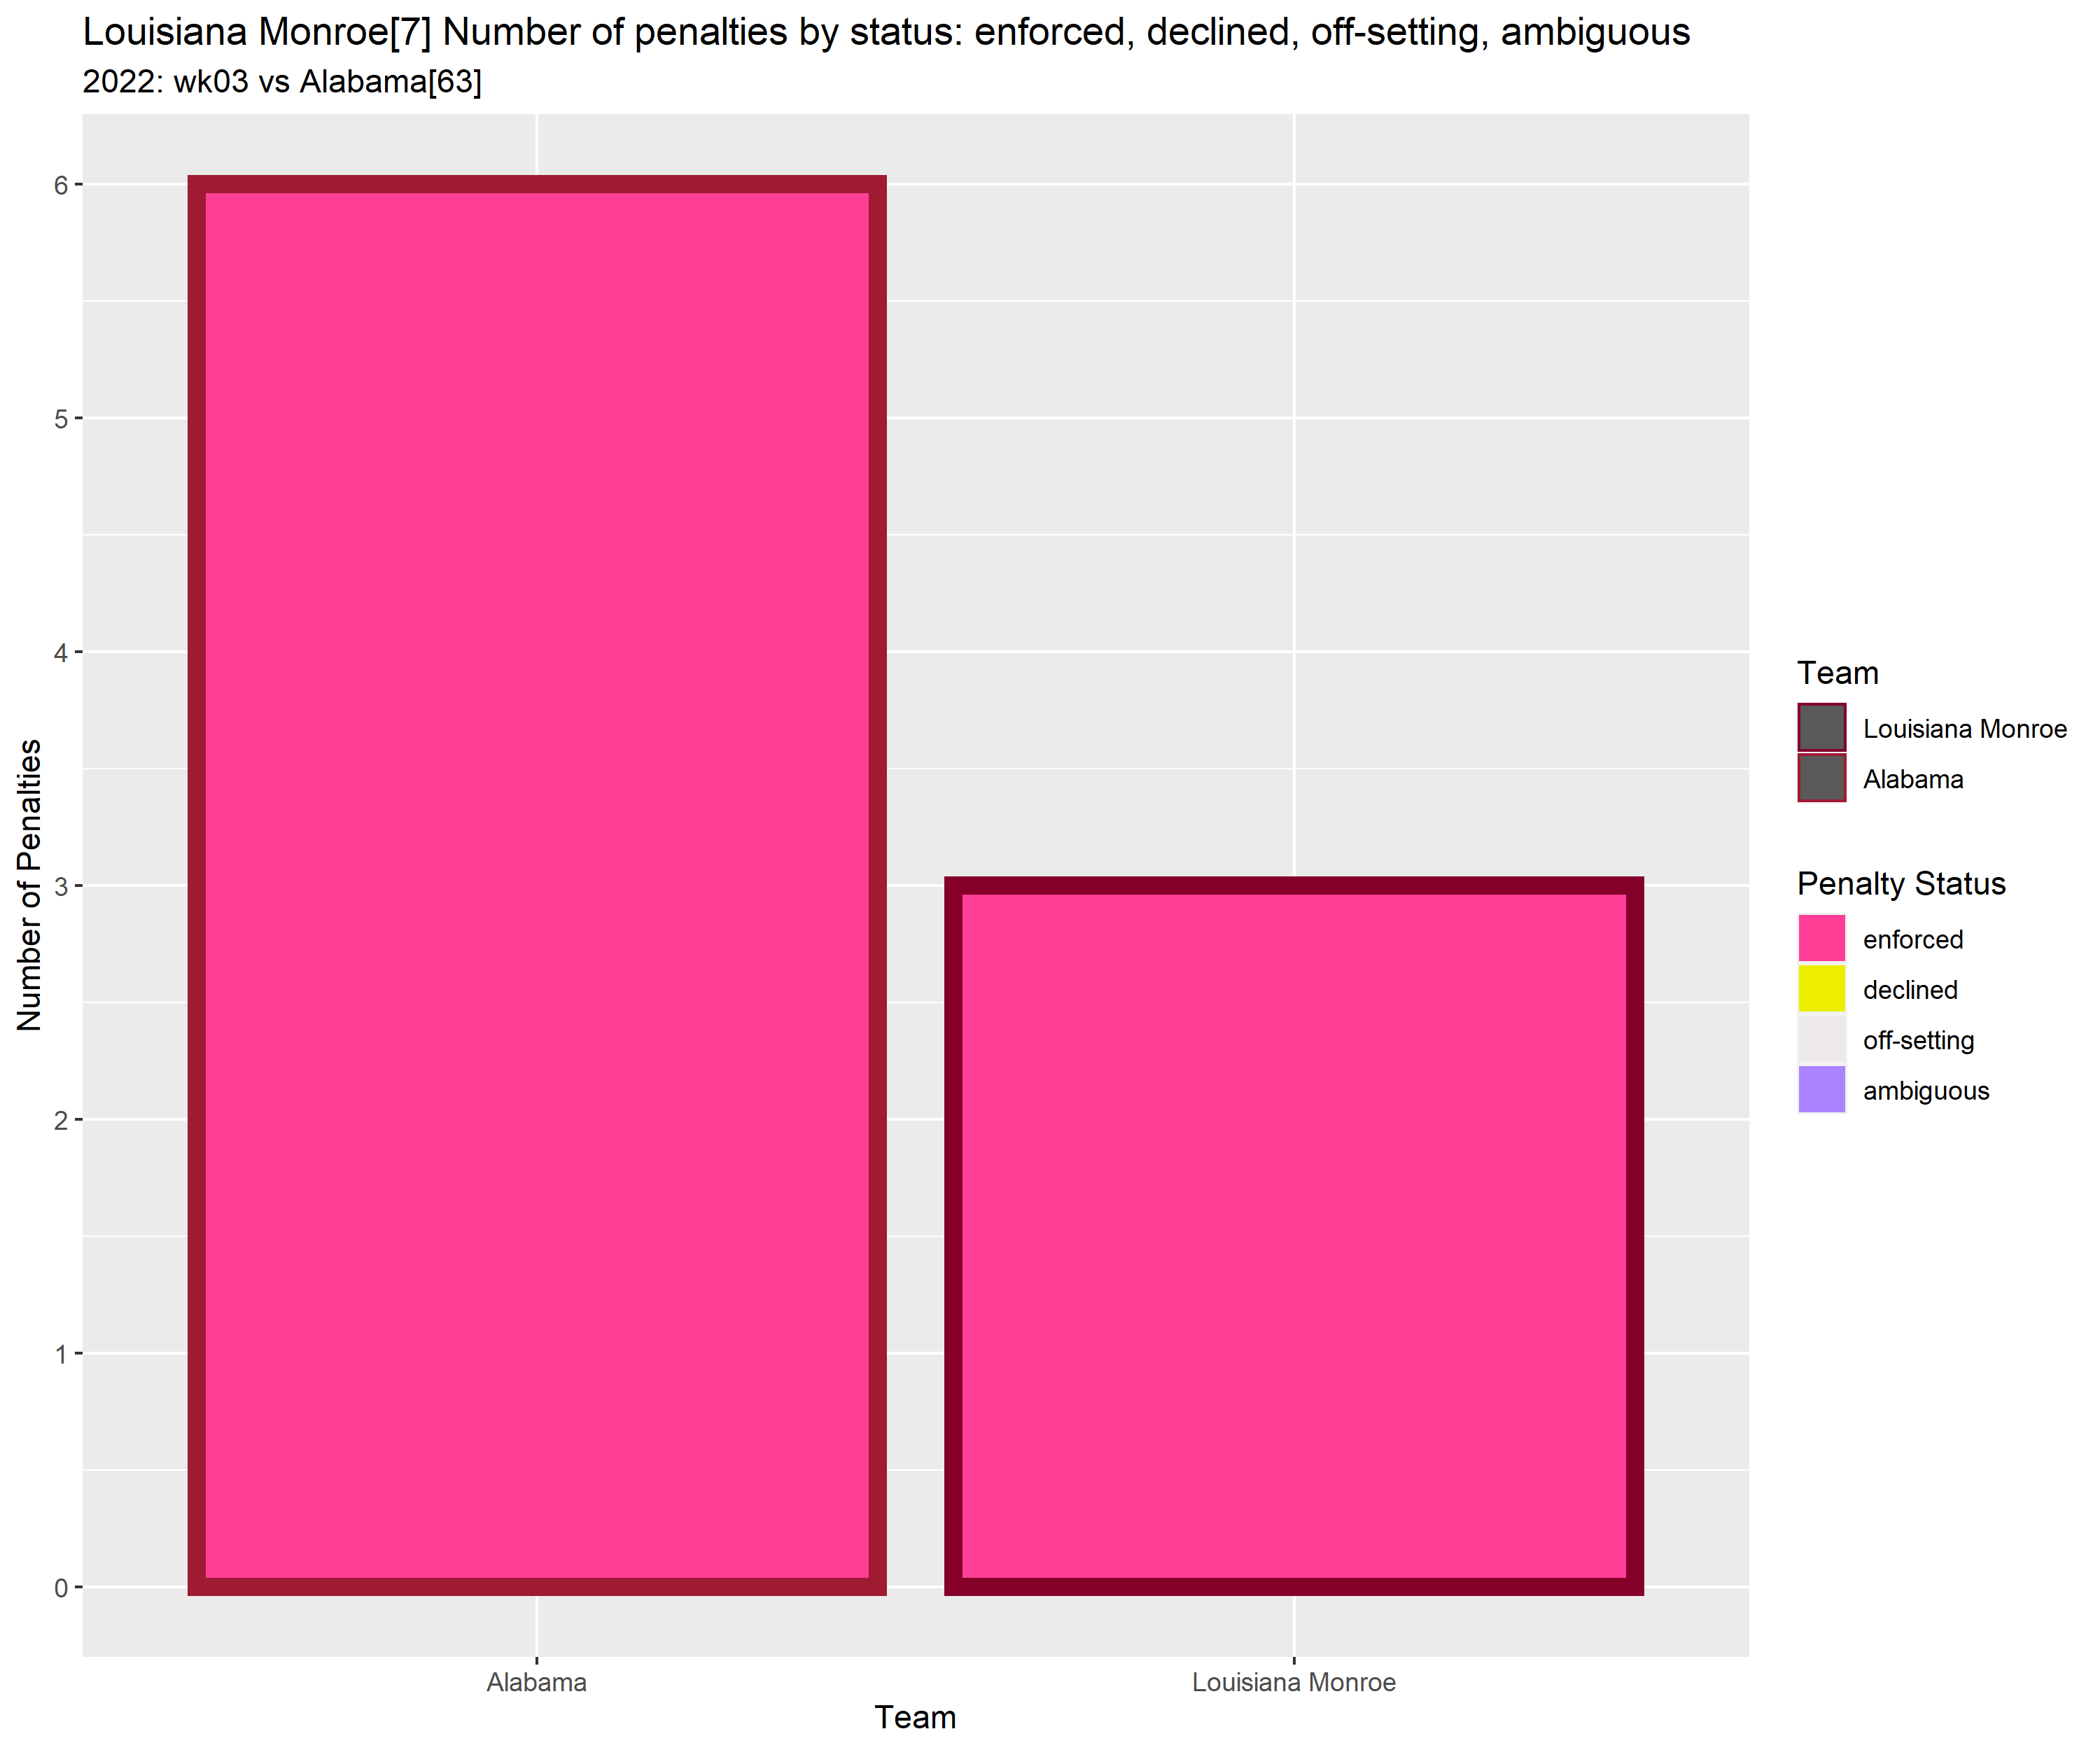 Louisiana Monroe[7] Number of penalties by status: enforced, declined, off-setting, ambiguous
2022: wk03 vs Alabama[63]
Number of Penalties
6
5
4
3
2
1
0
Alabama
Louisiana Monroe
Team
Team
Louisiana Monroe
Alabama
Penalty Status
enforced
declined
off-setting
ambiguous